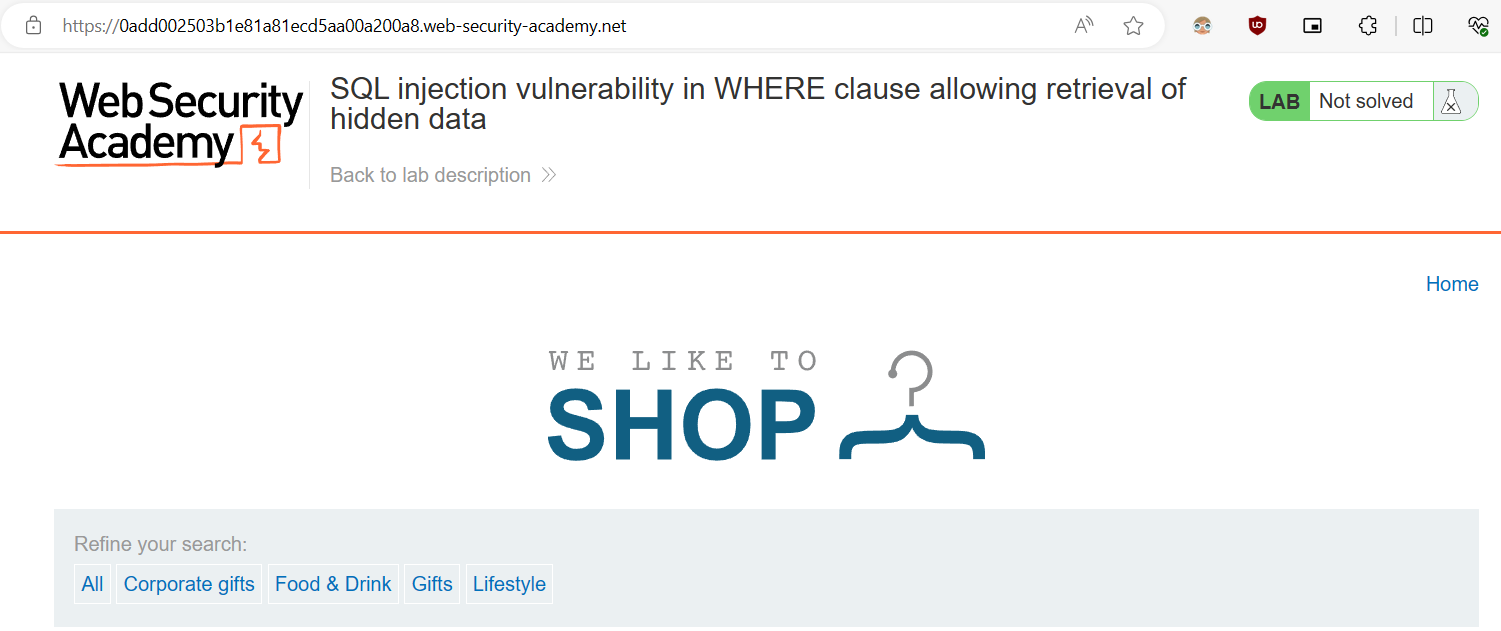 https://0add002503b1e81a81ecd5aa00a200a8.web-security-academy.net
Web Security
Academy
SQL injection vulnerability in WHERE clause allowing retrieval of
hidden data
Back to lab description
LAB Not solved
Home
WE LIKE TO
SHOP
Refine your search:
All Corporate gifts Food & Drink Gifts Lifestyle